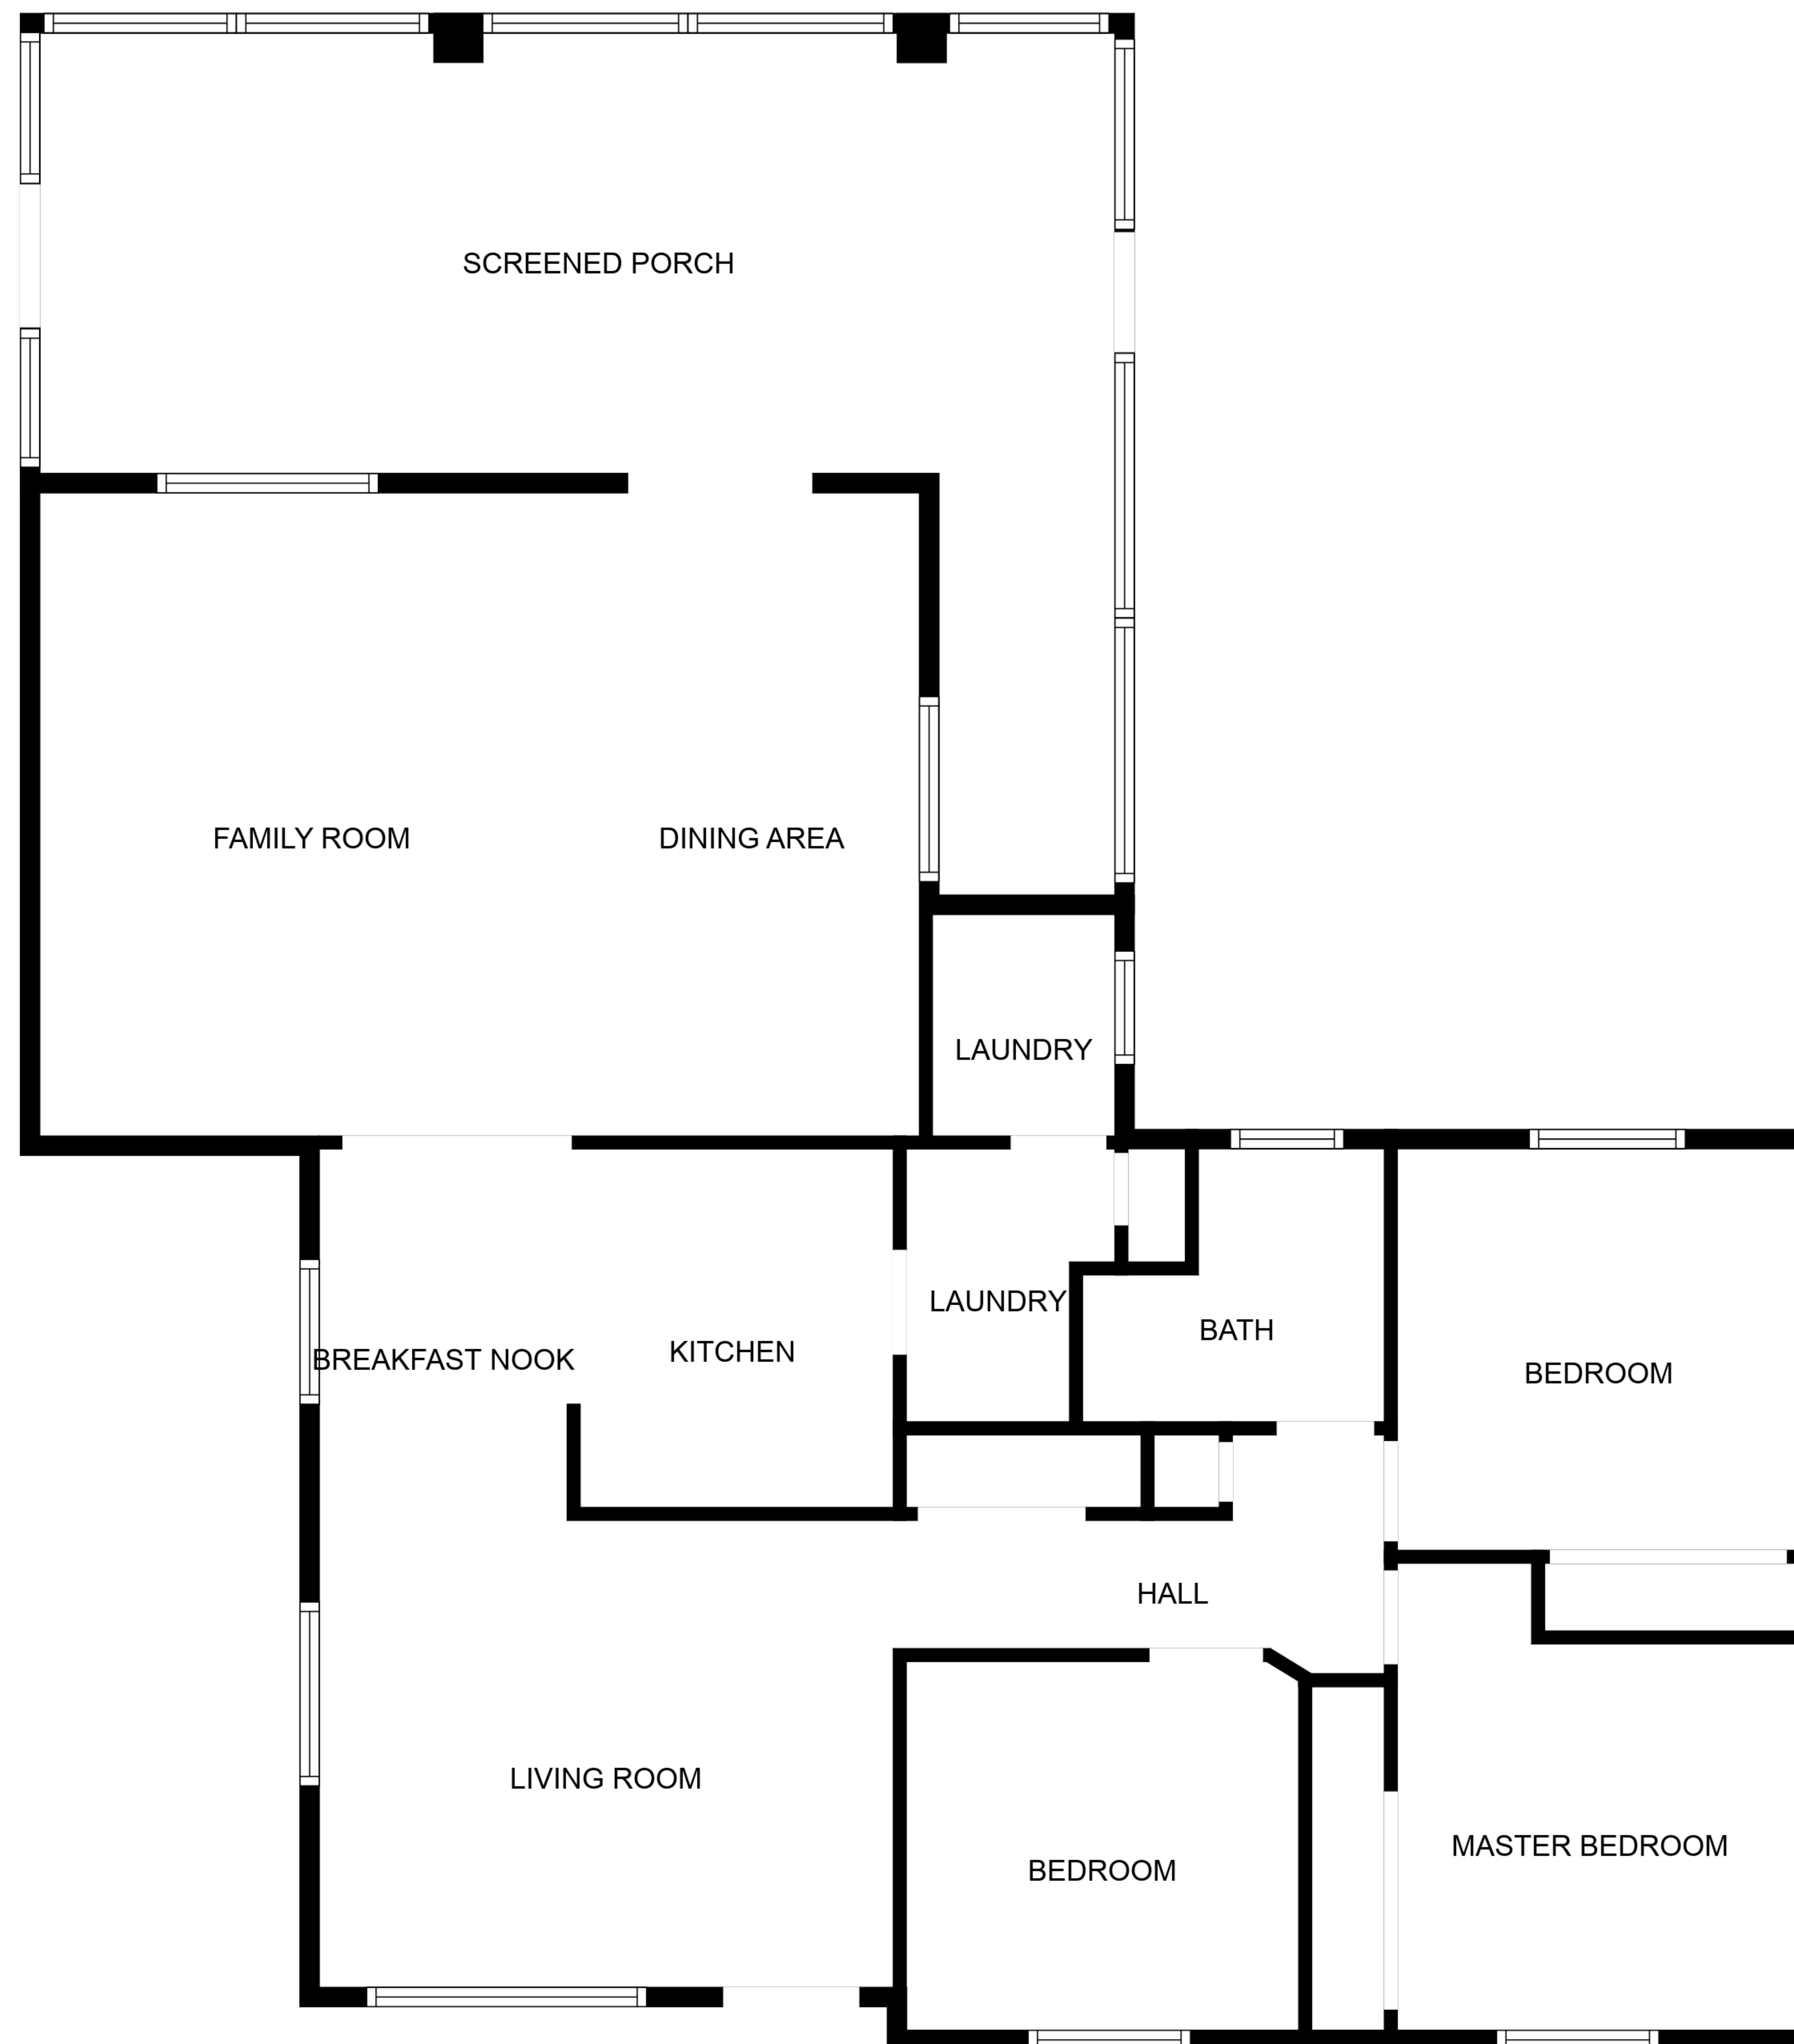 SCREENED PORCH
FAMILY ROOM
DINING AREA
LAUNDRY
LAUNDRY
BATH
BREAKFAST NOOK
KITCHEN
BEDROOM
HALL
LIVING ROOM
BEDROOM
MASTER BEDROOM